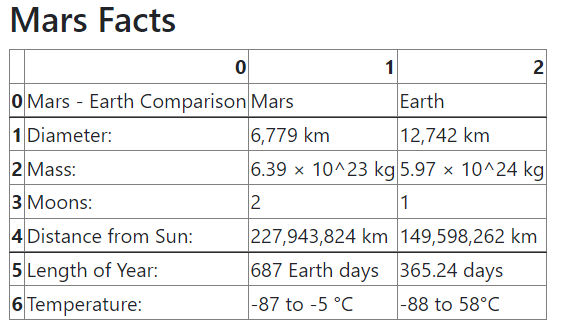 Mars Facts
0 1 2
0 Mars - Earth Comparison Mars Earth
1 Diameter: 6,779 km 12,742 km
2 Mass: 6.39 × 10^23 kg 5.97 × 10^24 kg
3 Moons: 2 1
4 Distance from Sun: 227,943,824 km 149,598,262 km
5 Length of Year: 687 Earth days 365.24 days
6 Temperature: -87 to -5 °C -88 to 58°C